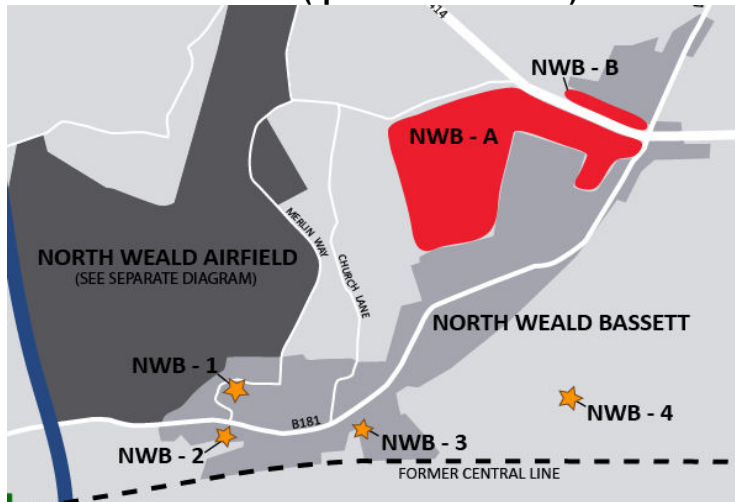 414
NWB - B
NWB - A
MERLIN WAY
CHURCH LANE
NORTH WEALD AIRFIELD
(SEE SEPARATE DIAGRAM)
NORTH WEALD BASSETT
NWB - 1
NWB - 4
B181
NWB - 2
NWB - 3
FORMER CENTRAL LINE